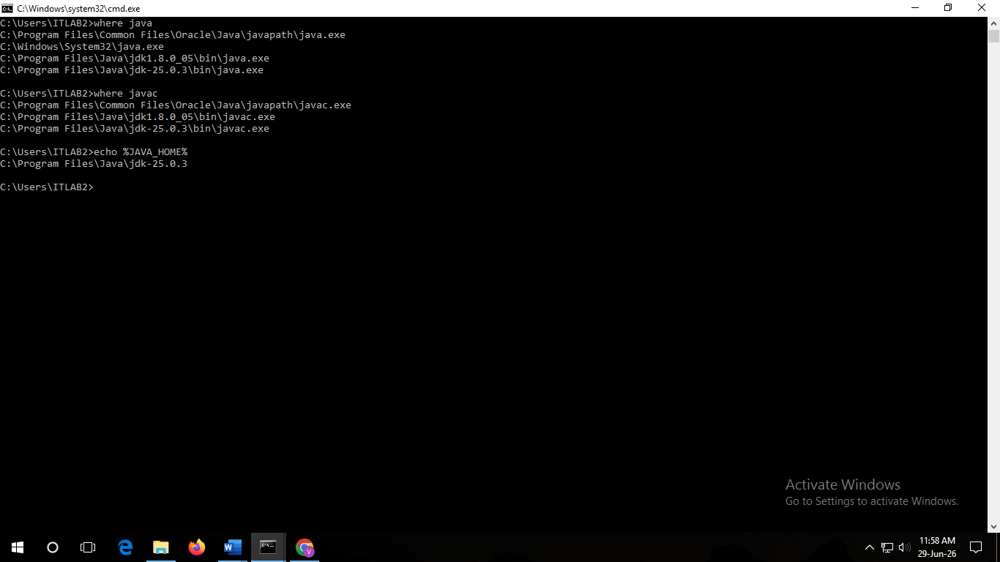 C:\Windows\system32\cmd.exe
C:\Users\ITLAB2>where java
C:\Program Files\Common Files\Oracle\Java\javapath\java.exe
C:\Windows\System32\java.exe
C:\Program Files\Java\jdk1.8.0_05\bin\java.exe
C:\Program Files\Java\jdk-25.0.3\bin\java.exe
C:\Users\ITLAB2>where javac
C:\Program Files\Common Files\Oracle\Java\javapath\javac.exe
C:\Program Files\Java\jdk1.8.0_05\bin\javac.exe
C:\Program Files\Java\jdk-25.0.3\bin\javac.exe
C:\Users\ITLAB2>echo %JAVA_HOME%
C:\Program Files\Java\jdk-25.0.3
C:\Users\ITLAB2>
Activate Windows
Go to Settings to activate Windows.
11:58 AM
29-Jun-26